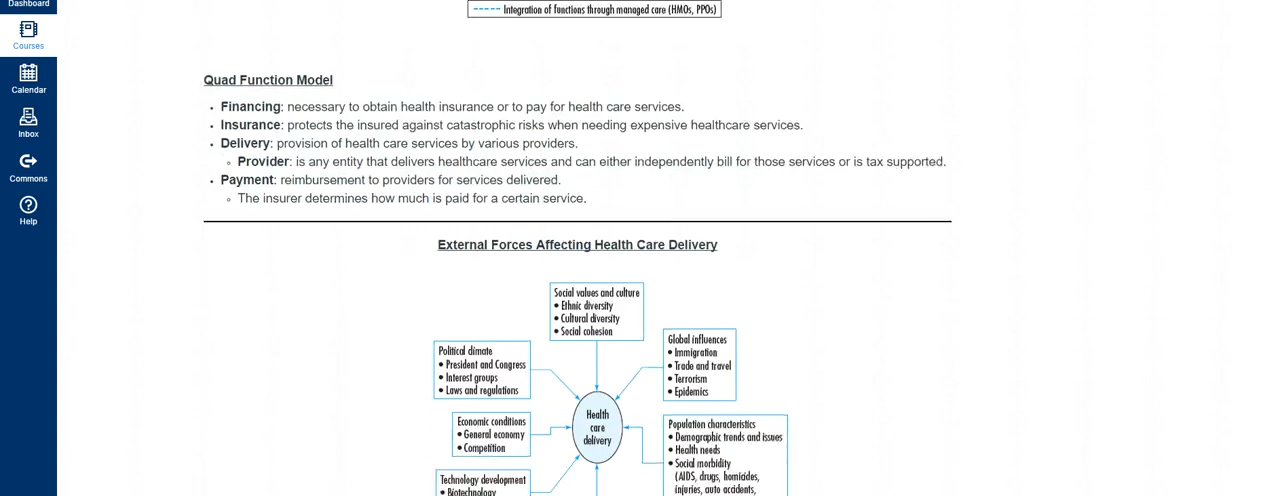 Dashboard
Courses
Calendar
Inbox
Commons
Help
Integration of functions through managed care (HMOs, PPOs)
Quad Function Model
• Financing: necessary to obtain health insurance or to pay for health care services.
• Insurance: protects the insured against catastrophic risks when needing expensive healthcare services.
• Delivery: provision of health care services by various providers.
◦ Provider: is any entity that delivers healthcare services and can either independently bill for those services or is tax supported.
• Payment: reimbursement to providers for services delivered.
◦ The insurer determines how much is paid for a certain service.
External Forces Affecting Health Care Delivery
Social values and culture
• Ethnic diversity
• Cultural diversity
• Social cohesion
Global influences
• Immigration
• Trade and travel
• Terrorism
• Epidemics
Political climate
• President and Congress
• Interest groups
• Laws and regulations
Health
care
delivery
Economic conditions
• General economy
• Competition
Population characteristics
• Demographic trends and issues
• Health needs
• Social morbidity
(AIDS, drugs, homicides,
injuries, auto accidents,
Technology development
• Biotechnology